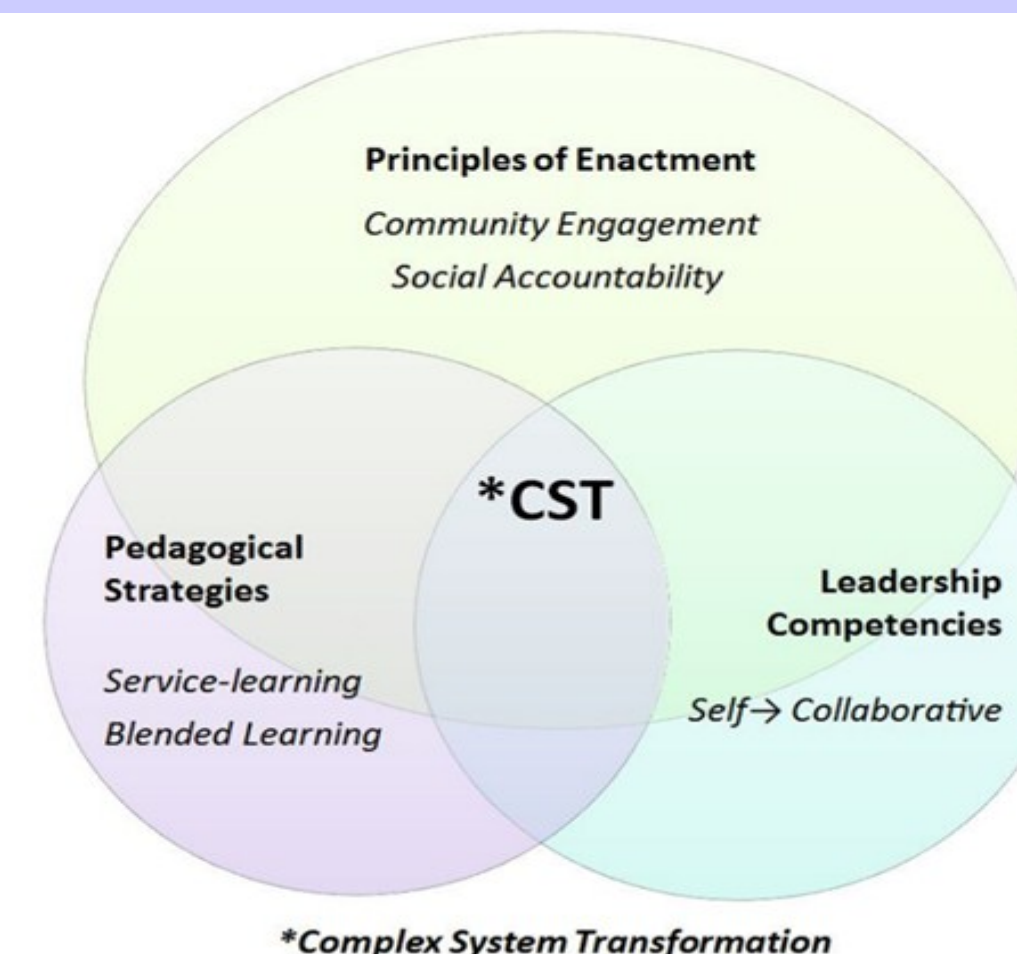 Principles of Enactment
Community Engagement
Social Accountability
*CST
Pedagogical
Strategies
Service-learning
Blended Learning
Leadership
Competencies
Self→ Collaborative
*Complex System Transformation